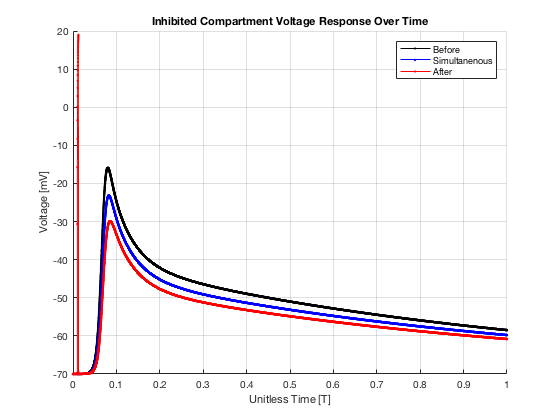 Inhibited Compartment Voltage Response Over Time
Voltage [mV]
20
10
0
-10
-20
-30
-40
-50
-60
-70
Before
Simultanenous
After
0 0.1 0.2 0.3 0.4 0.5 0.6 0.7 0.8 0.9 1
Unitless Time [T]